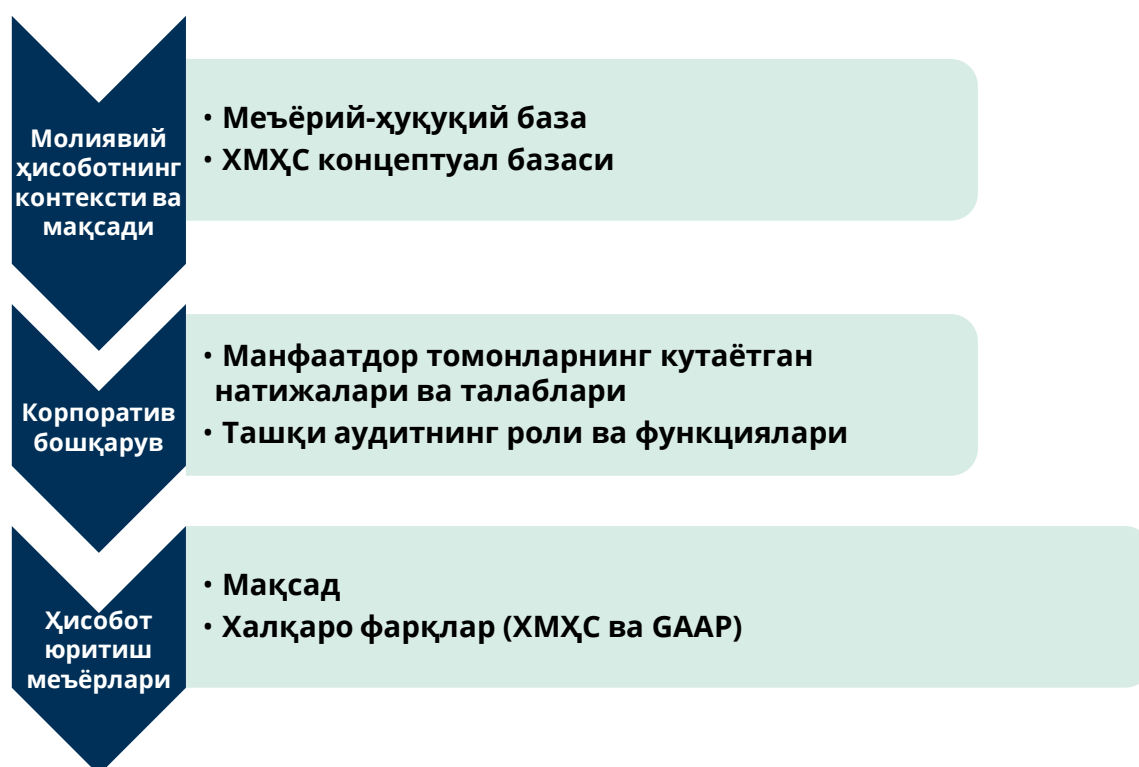 Молиявий
ҳисоботнинг
контексти ва
мақсади
• Меъёрий-ҳуқуқий база
• ХМҲС концептуал базаси
Корпоратив
бошқарув
• Манфаатдор томонларнинг кутаётган
натижалари ва талаблари
• Ташқи аудитнинг роли ва функциялари
Ҳисобот
юритиш
меъёрлари
• Мақсад
• Халқаро фарқлар (ХМҲС ва GAAP)